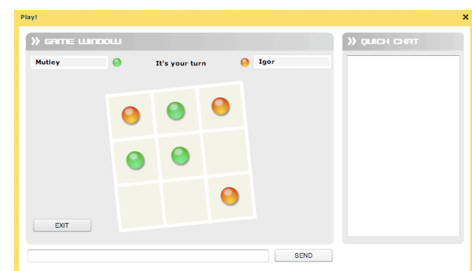 Play!
» GAME WINDOW
» QUICK CHAT
Mutley
It's your turn
Igor
EXIT
SEND